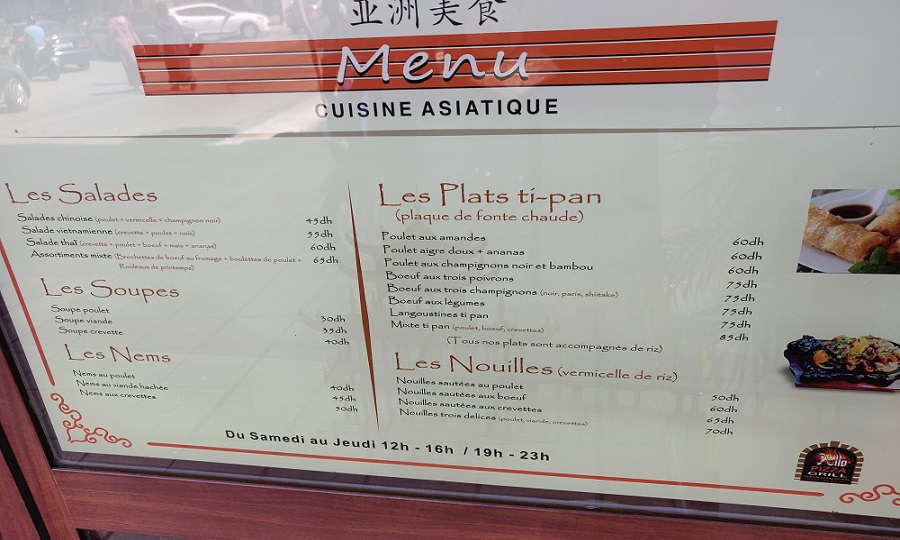 亚洲美食
Menu
CUISINE ASIATIQUE
Les Salades
Salades chinoise (poulet + vermicelle + champignon noir) 45dh
Salade vietnamienne (crevette + poulet + nois) 55dh
Salade thaï (crevette + poulet + boeuf + mais + ananas) 60dh
Assortiments mixte (Brochettes de boeuf au fromage + boulettes de poulet + 65dh
Rouleaux de printemps)
Les Soupes
Soupe poulet 30dh
Soupe viande 35dh
Soupe crevette 40dh
Les Nems
Nems au poulet 40dh
Nems au viande hachée 45dh
Nems aux crevettes 50dh
Les Plats ti-pan
(plaque de fonte chaude)
Poulet aux amandes 60dh
Poulet aigre doux + ananas 60dh
Poulet aux champignons noir et bambou 60dh
Boeuf aux trois poivrons 75dh
Boeuf aux trois champignons (noir, paris, shiitake) 75dh
Boeuf aux légumes 75dh
Langoustines ti pan 75dh
Mixte ti pan (poulet, boeuf, crevettes) 85dh
(Tous nos plats sont accompagnés de riz)
Les Nouilles (vermicelle de riz)
Nouilles sautées au poulet 50dh
Nouilles sautées aux boeuf 60dh
Nouilles sautées aux crevettes 65dh
Nouilles trois delices (poulet, viande, crevettes) 70dh
Du Samedi au Jeudi 12h - 16h / 19h - 23h
Allo
PIZZA
GRILL